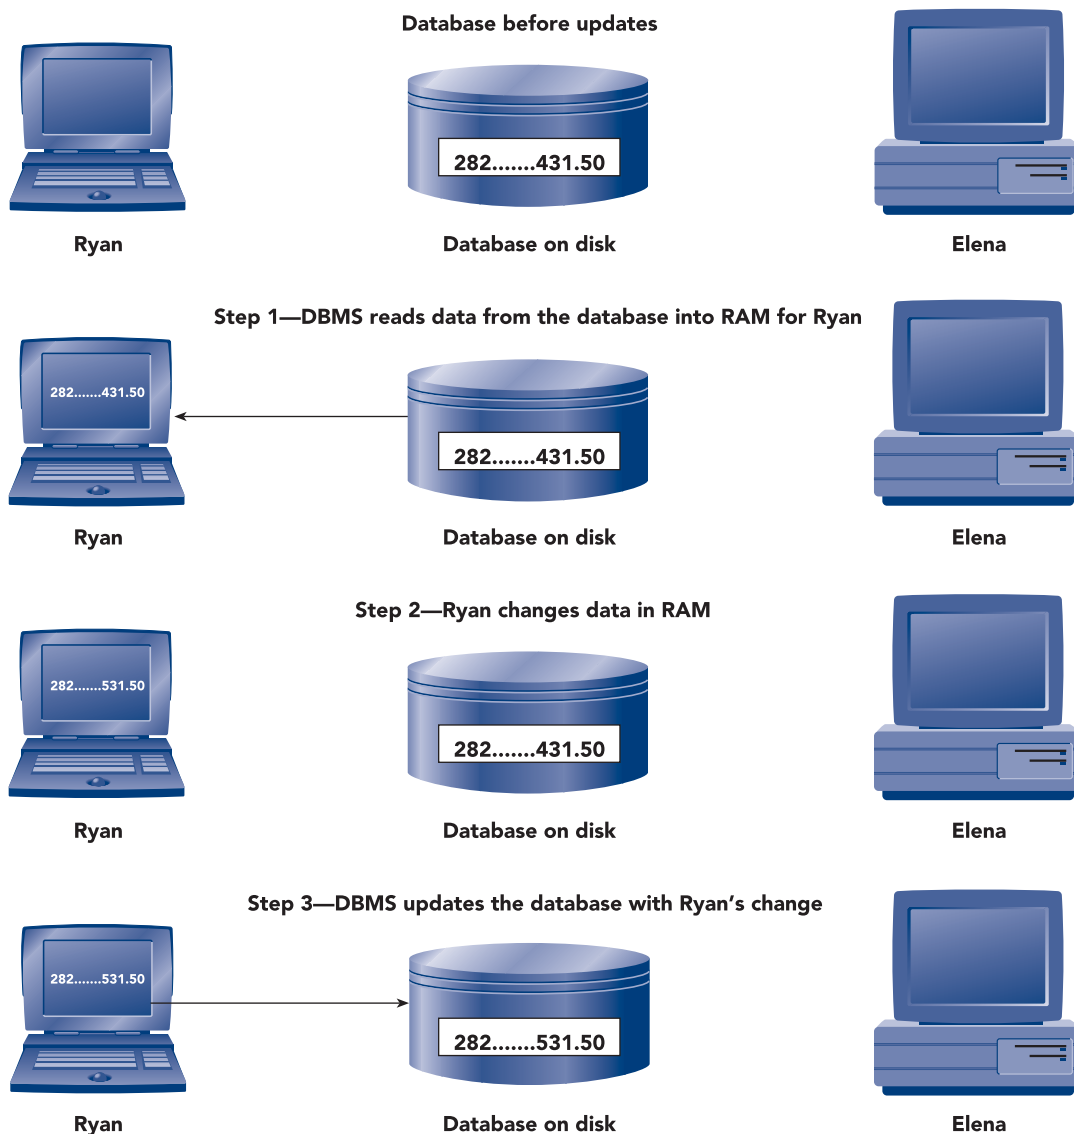 Database before updates
282.......431.50
Ryan
Database on disk
Elena
Step 1—DBMS reads data from the database into RAM for Ryan
282.......431.50
282.......431.50
Ryan
Database on disk
Elena
Step 2—Ryan changes data in RAM
282.......531.50
282.......431.50
Ryan
Database on disk
Elena
Step 3—DBMS updates the database with Ryan’s change
282.......531.50
282.......531.50
Ryan
Database on disk
Elena